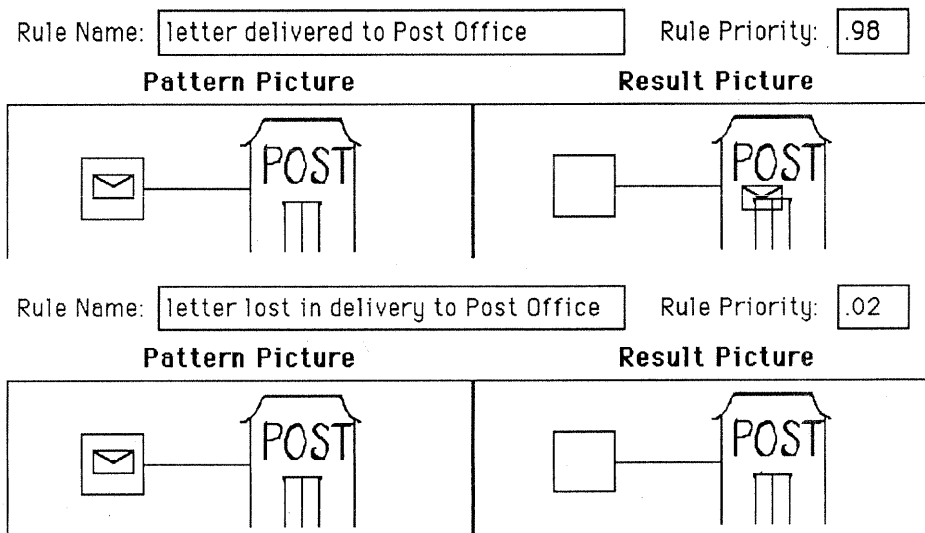 Rule Name: letter delivered to Post Office Rule Priority: .98
Pattern Picture Result Picture
POST POST
Rule Name: letter lost in delivery to Post Office Rule Priority: .02
Pattern Picture Result Picture
POST POST